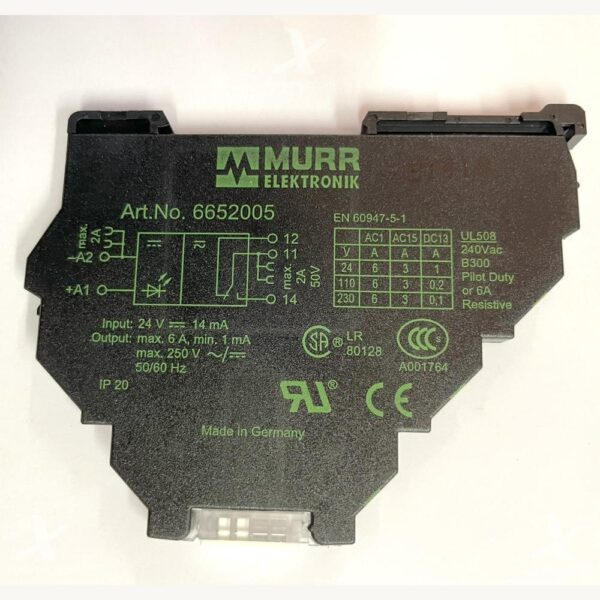 MURR
ELEKTRONIK
Art.No. 6652005
EN 60947-5-1
max.
2A
-A2
+A1
12
11
14
max.
2A
50V
AC1 AC15 DC13
V A A A
24 6 3 1
110 6 3 0,2
230 6 3 0,1
UL508
240Vac
B300
Pilot Duty
or 6A
Resistive
Input: 24 V 14 mA
Output: max. 6 A, min. 1 mA
max. 250 V ~/
50/60 Hz
SA
LR
80128
CCC S
A001764
IP 20
RU ®
CE
Made in Germany